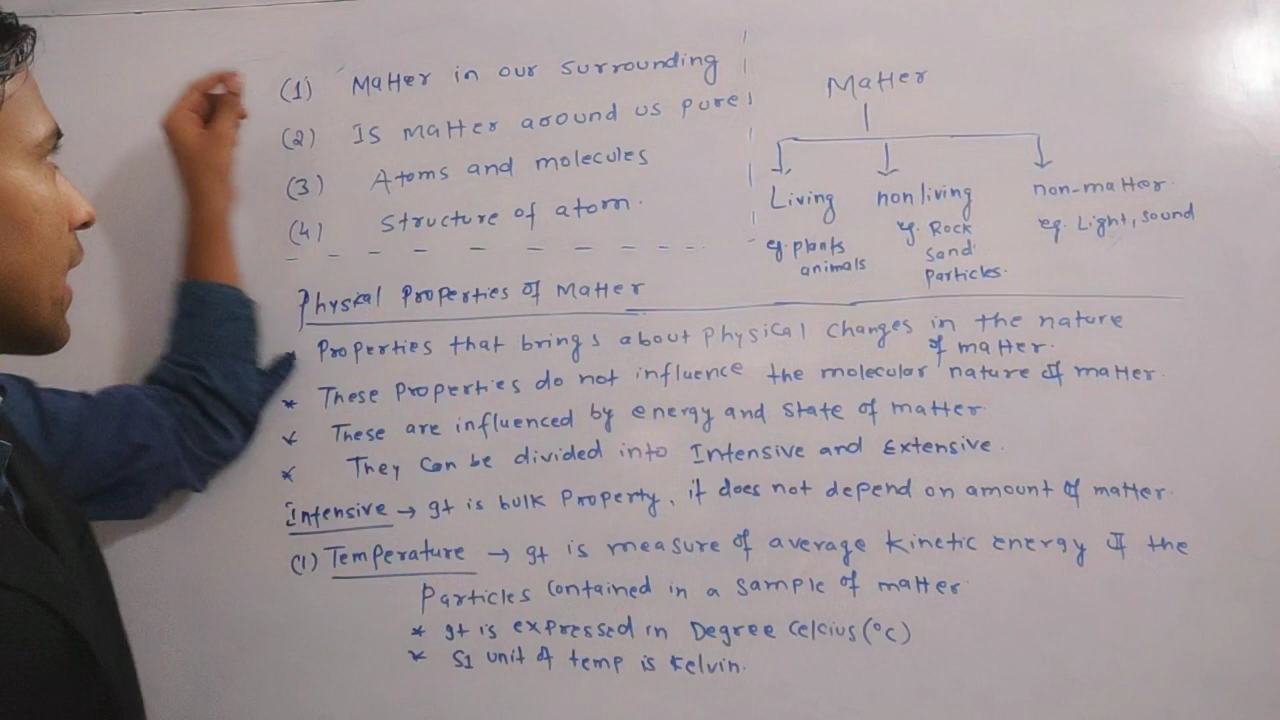 (1) Matter in our surrounding
(2) Is matter around us pure
(3) Atoms and molecules
(4) Structure of atom.
Matter
Living
eg. plants
animals
non living
eg. Rock
Sand
Particles.
non-matter.
eg. Light, sound
Physical Properties of Matter
* Properties that brings about physical changes in the nature
of matter.
* These Properties do not influence the molecular nature of matter.
* These are influenced by energy and state of matter
* They can be divided into Intensive and Extensive.
Intensive → It is bulk Property, it does not depend on amount of matter.
(1) Temperature → It is measure of average kinetic energy of the
Particles contained in a sample of matter
* It is expressed in Degree Celcius (°C)
* SI unit of temp is Kelvin.